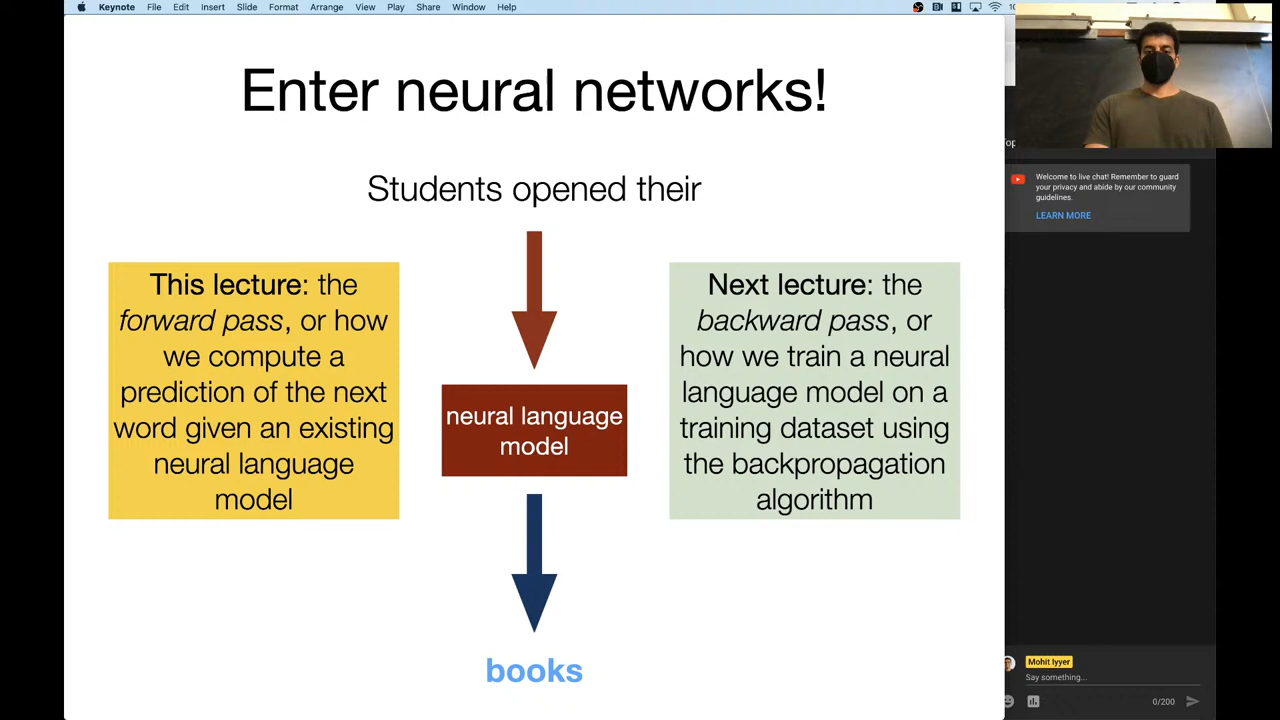 Keynote File Edit Insert Slide Format Arrange View Play Share Window Help
Enter neural networks!
Students opened their
This lecture: the
forward pass, or how
we compute a
prediction of the next
word given an existing
neural language
model
neural language
model
Next lecture: the
backward pass, or
how we train a neural
language model on a
training dataset using
the backpropagation
algorithm
books
Welcome to live chat! Remember to guard
your privacy and abide by our community
guidelines.
LEARN MORE
Mohit Iyyer
Say something...
0/200